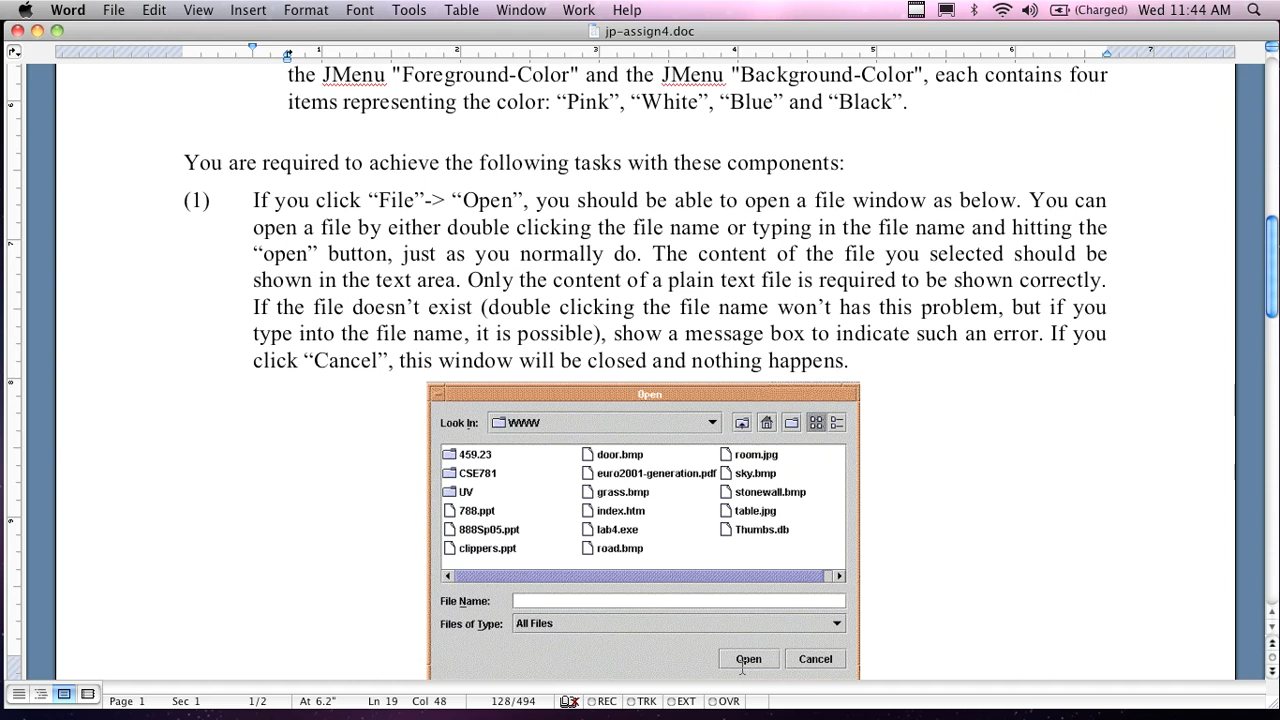 Word File Edit View Insert Format Font Tools Table Window Work Help (Charged) Wed 11:44 AM
jp-assign4.doc
1 2 3 4 5 6 7
the JMenu "Foreground-Color" and the JMenu "Background-Color", each contains four
items representing the color: “Pink”, “White”, “Blue” and “Black”.
You are required to achieve the following tasks with these components:
(1) If you click “File”-> “Open”, you should be able to open a file window as below. You can
open a file by either double clicking the file name or typing in the file name and hitting the
“open” button, just as you normally do. The content of the file you selected should be
shown in the text area. Only the content of a plain text file is required to be shown correctly.
If the file doesn’t exist (double clicking the file name won’t has this problem, but if you
type into the file name, it is possible), show a message box to indicate such an error. If you
click “Cancel”, this window will be closed and nothing happens.
Open
Look In: WWW
459.23 door.bmp room.jpg
CSE781 euro2001-generation.pdf sky.bmp
UV grass.bmp stonewall.bmp
788.ppt index.htm table.jpg
888Sp05.ppt lab4.exe Thumbs.db
clippers.ppt road.bmp
File Name:
Files of Type: All Files
Open Cancel
Page 1 Sec 1 1/2 At 6.2" Ln 19 Col 48 128/494 REC TRK EXT OVR